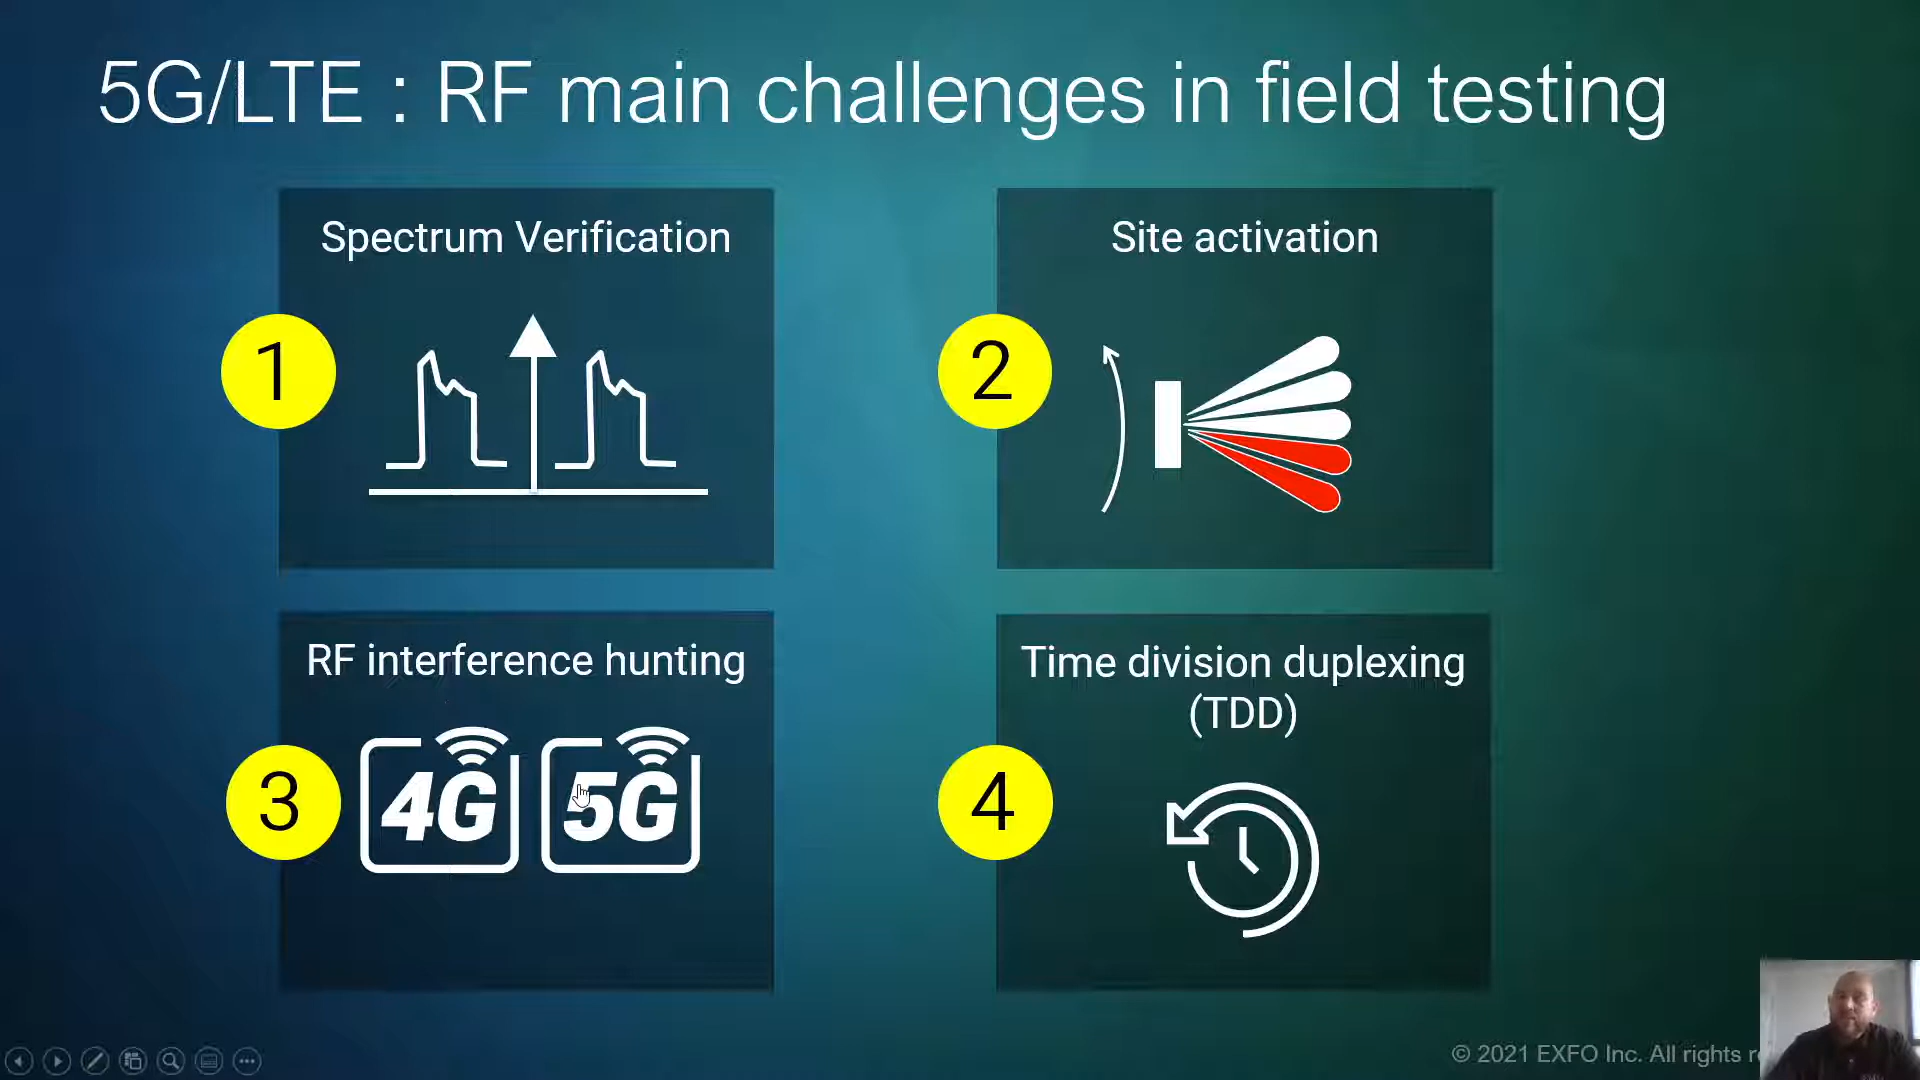 5G/LTE : RF main challenges in field testing
Spectrum Verification
1
Site activation
2
RF interference hunting
3
4G 5G
Time division duplexing
(TDD)
4
© 2021 EXFO Inc. All rights